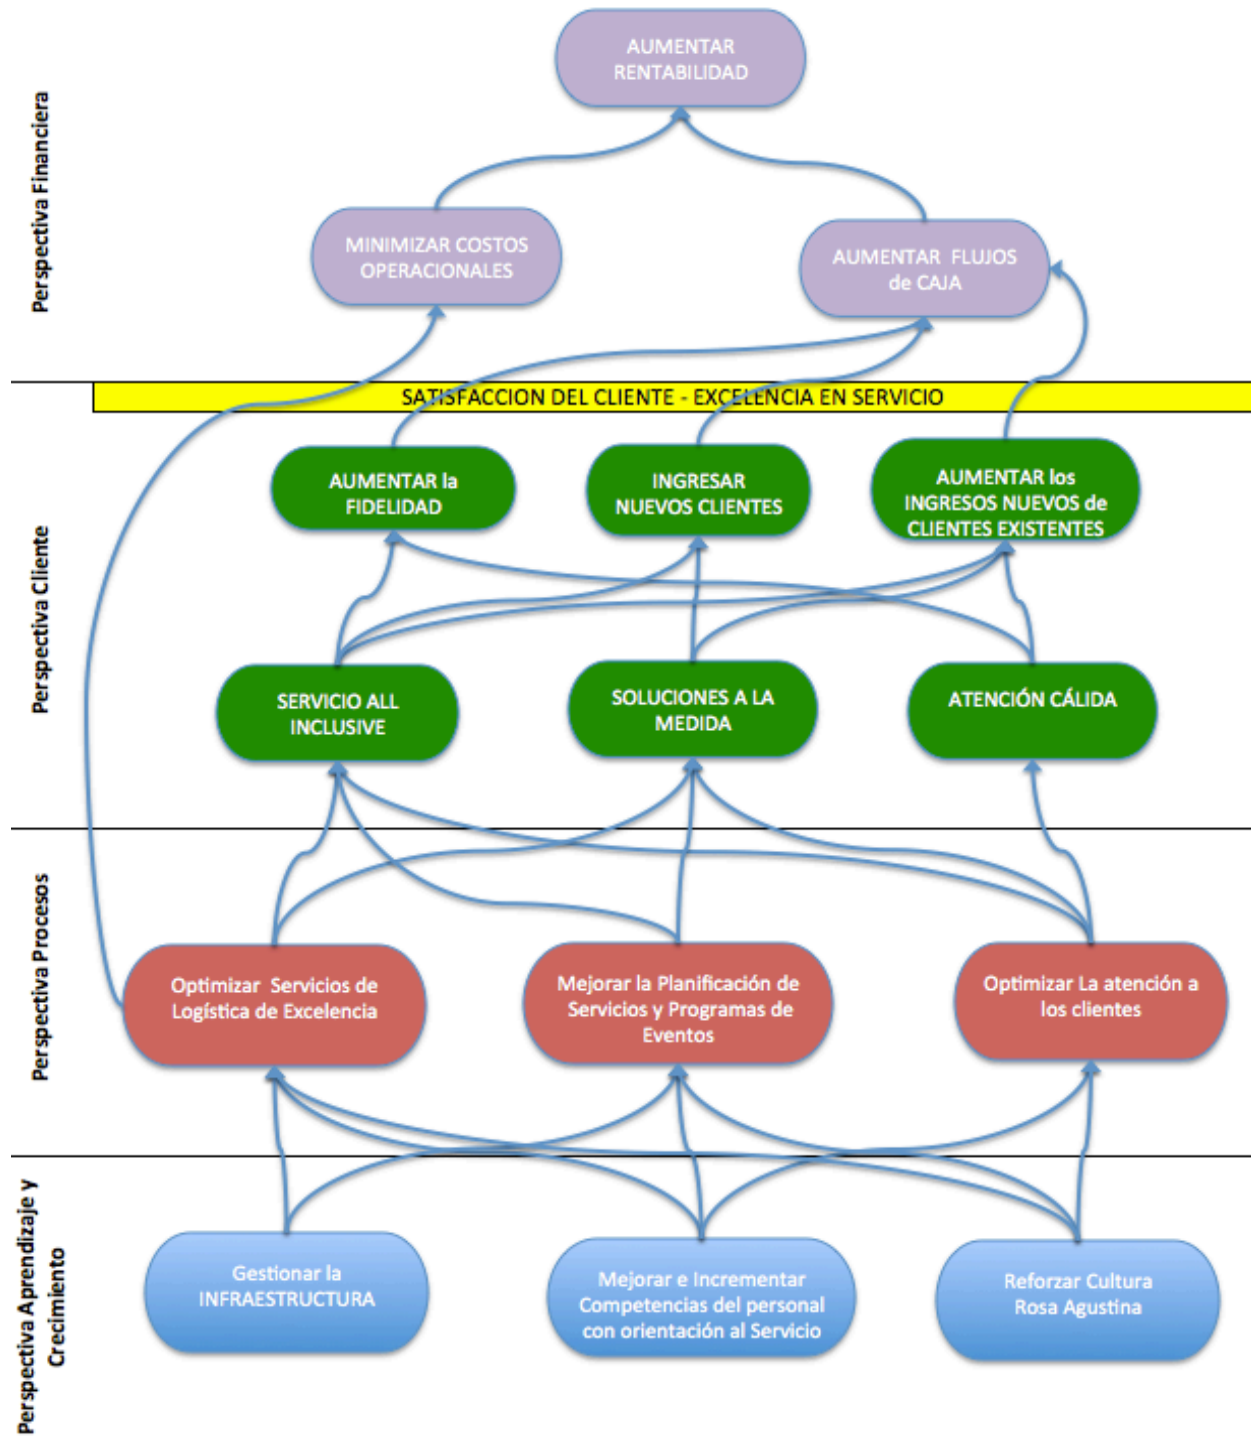 Perspectiva Financiera
AUMENTAR
RENTABILIDAD
MINIMIZAR COSTOS
OPERACIONALES
AUMENTAR FLUJOS
de CAJA
SATISFACCION DEL CLIENTE - EXCELENCIA EN SERVICIO
Perspectiva Cliente
AUMENTAR la
FIDELIDAD
INGRESAR
NUEVOS CLIENTES
AUMENTAR los
INGRESOS NUEVOS de
CLIENTES EXISTENTES
SERVICIO ALL
INCLUSIVE
SOLUCIONES A LA
MEDIDA
ATENCIÓN CÁLIDA
Perspectiva Procesos
Optimizar Servicios de
Logística de Excelencia
Mejorar la Planificación de
Servicios y Programas de
Eventos
Optimizar La atención a
los clientes
Perspectiva Aprendizaje y
Crecimiento
Gestionar la
INFRAESTRUCTURA
Mejorar e Incrementar
Competencias del personal
con orientación al Servicio
Reforzar Cultura
Rosa Agustina